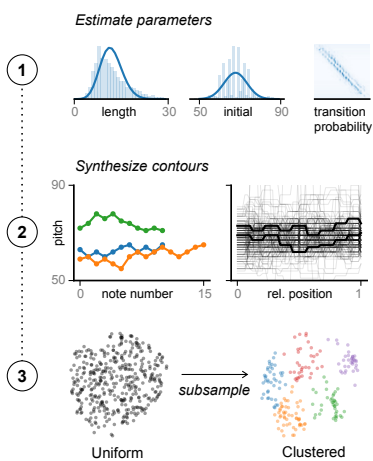 Estimate parameters
1
0 30
length
50 90
initial
transition
probability
Synthesize contours
2
90
pitch
50
0 15
note number
0 1
rel. position
3
subsample
Uniform
Clustered